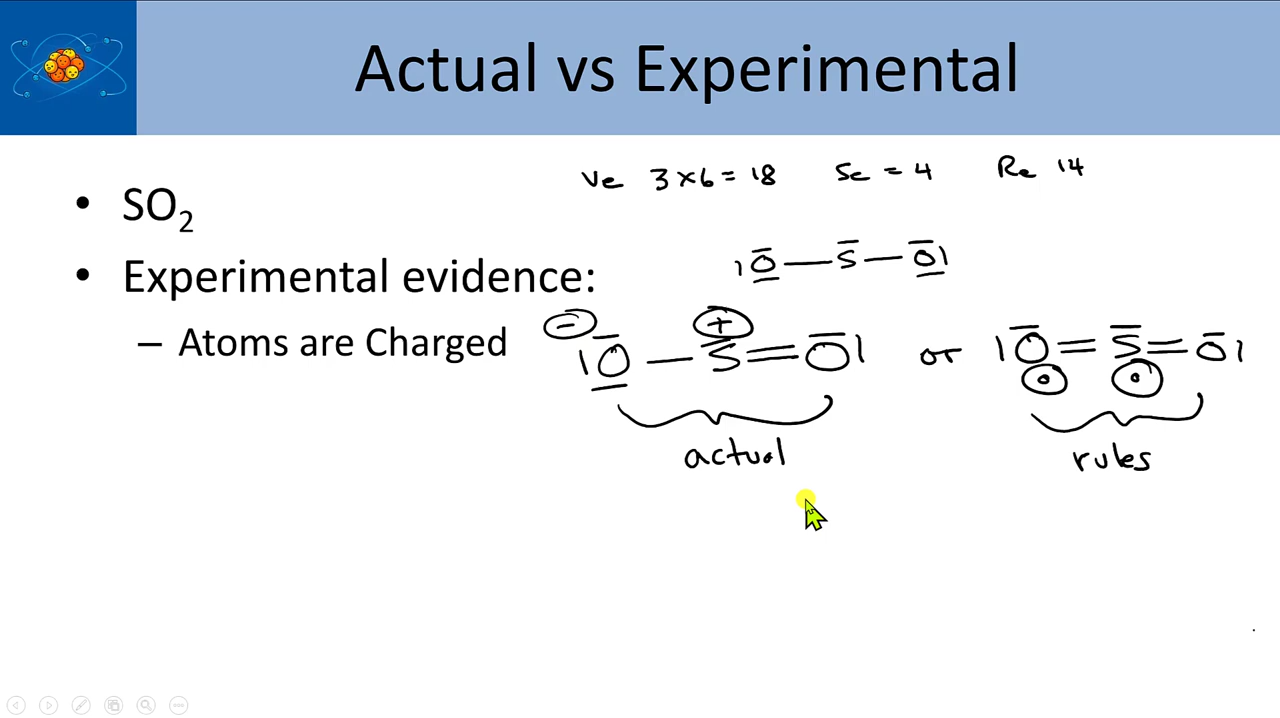 Actual vs Experimental
Ve 3×6=18 Se = 4 Re 14
• SO₂
|O — S — O|
• Experimental evidence:
– Atoms are Charged
− +
|O — S = O| or |O = S = O|
0 0
actual rules